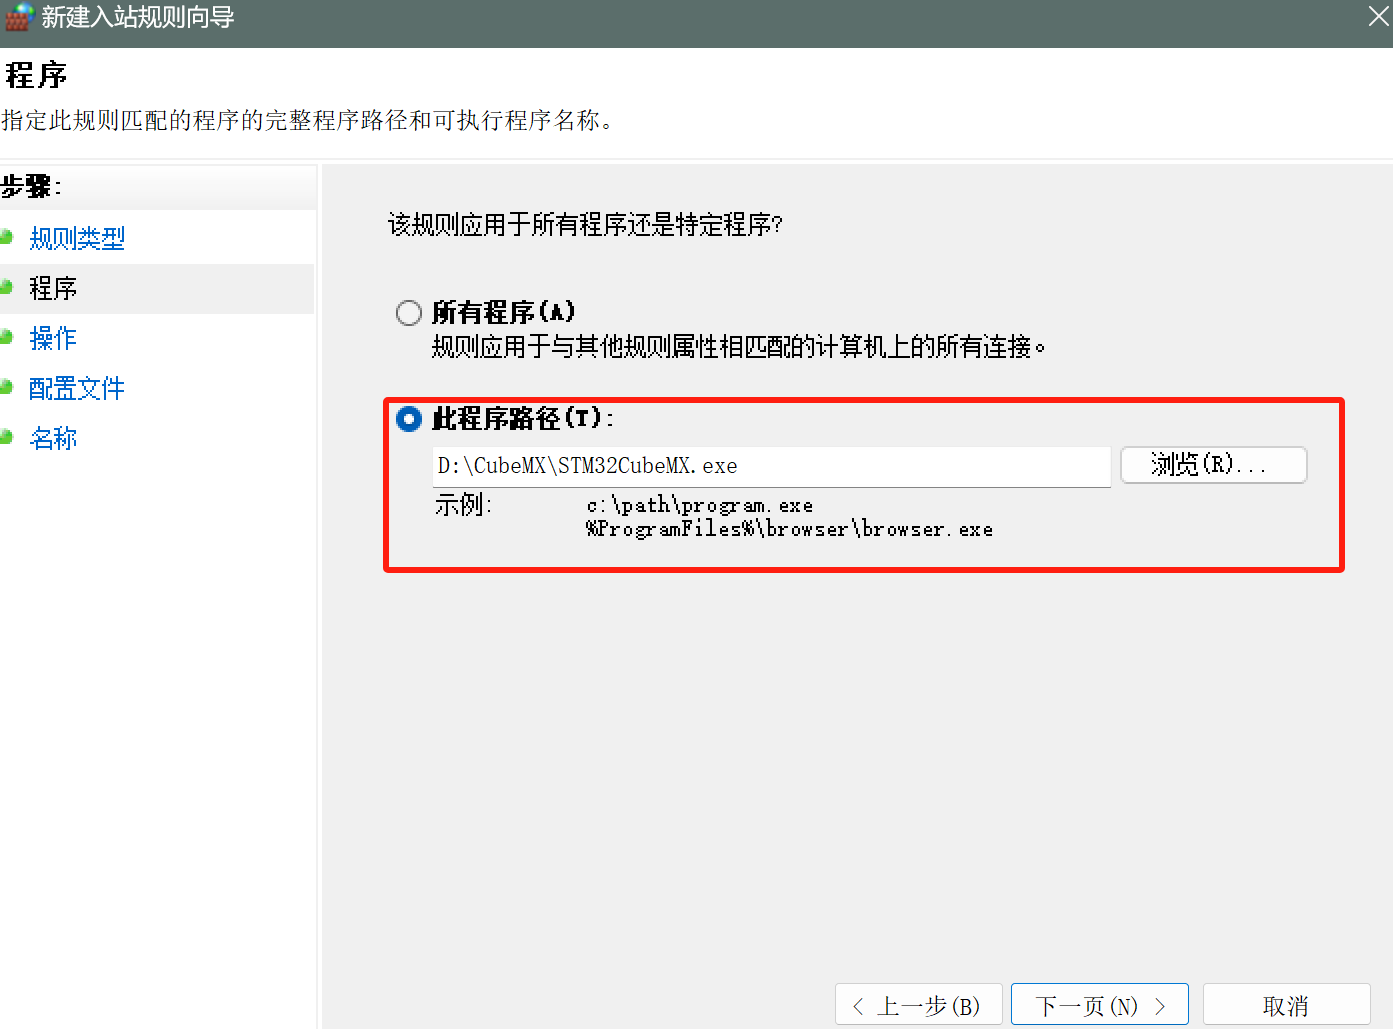 新建入站规则向导
程序
指定此规则匹配的程序的完整程序路径和可执行程序名称。
步骤:
规则类型
程序
操作
配置文件
名称
该规则应用于所有程序还是特定程序?
所有程序(A)
规则应用于与其他规则属性相匹配的计算机上的所有连接。
此程序路径(T):
D:\CubeMX\STM32CubeMX.exe
浏览(R)...
示例: c:\path\program.exe
%ProgramFiles%\browser\browser.exe
< 上一步(B)
下一页(N) >
取消